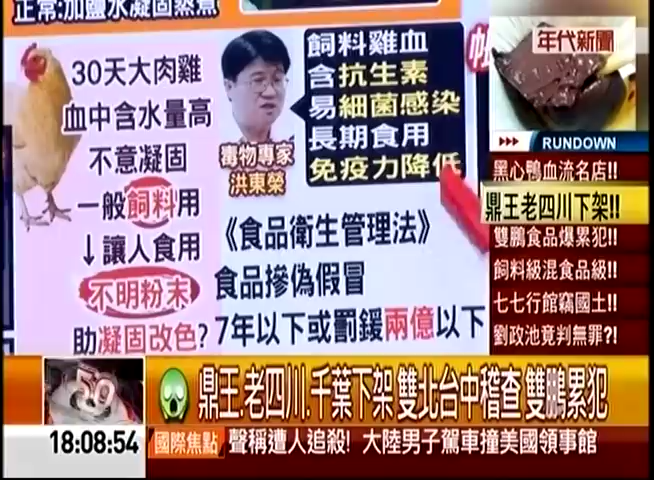 正常:加鹽水凝固蒸煮
30天大肉雞
血中含水量高
不意凝固
一般飼料用
↓讓人食用
不明粉末
助凝固改色?
毒物專家
洪東榮
飼料雞血
含抗生素
易細菌感染
長期食用
免疫力降低
《食品衛生管理法》
食品摻偽假冒
7年以下或罰鍰兩億以下
年代新聞
RUNDOWN
黑心鴨血流名店!!
鼎王老四川下架!!
雙鵬食品爆累犯!!
飼料級混食品級!!
七七行館竊國土!!
劉政池竟判無罪?!
50
鼎王.老四川.千葉下架 雙北台中稽查 雙鵬累犯
18:08:54
國際焦點
聲稱遭人追殺! 大陸男子駕車撞美國領事館